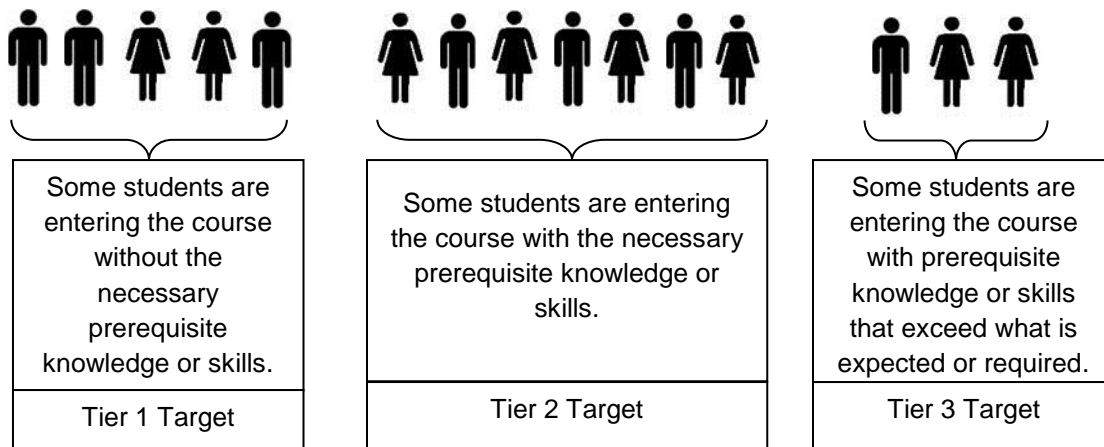 Some students are
entering the course
without the
necessary
prerequisite
knowledge or skills.
Tier 1 Target
Some students are entering
the course with the necessary
prerequisite knowledge or
skills.
Tier 2 Target
Some students are
entering the course
with prerequisite
knowledge or skills
that exceed what is
expected or required.
Tier 3 Target